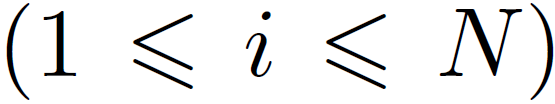 (1 ⩽ i ⩽ N)